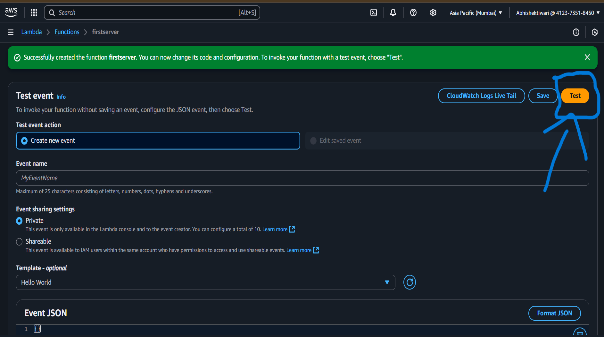 aws
Search [Alt+S]
Asia Pacific (Mumbai)
Lambda > Functions > firstserver
Successfully created the function firstserver. You can now change its code and configuration. To invoke your function with a test event, choose "Test".
Test event Info
CloudWatch Logs Live Tail
Save
Test
To invoke your function without saving an event, configure the JSON event, then choose Test.
Test event action
Create new event
Edit saved event
Event name
MyEventName
Maximum of 25 characters consisting of letters, numbers, dots, hyphens and underscores.
Event sharing settings
Private
This event is only available in the Lambda console and to the event creator. You can configure a total of 10. Learn more
Shareable
This event is available to IAM users within the same account who have permissions to access and use shareable events. Learn more
Template - optional
Hello World
Event JSON
Format JSON
1